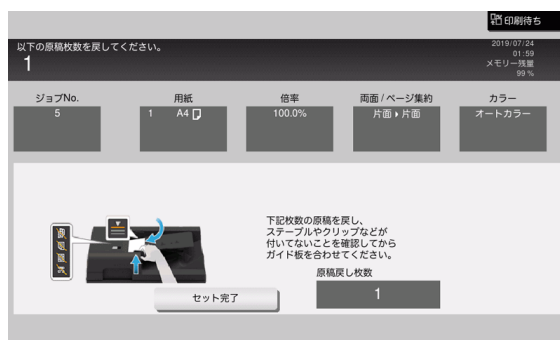 印刷待ち
以下の原稿枚数を戻してください。
1
2019/07/24
01:59
メモリー残量
99 %
ジョブNo.
5
用紙
1 A4
倍率
100.0%
両面 / ページ集約
片面 片面
カラー
オートカラー
下記枚数の原稿を戻し、
ステープルやクリップなどが
付いてないことを確認してから
ガイド板を合わせてください。
原稿戻し枚数
1
セット完了